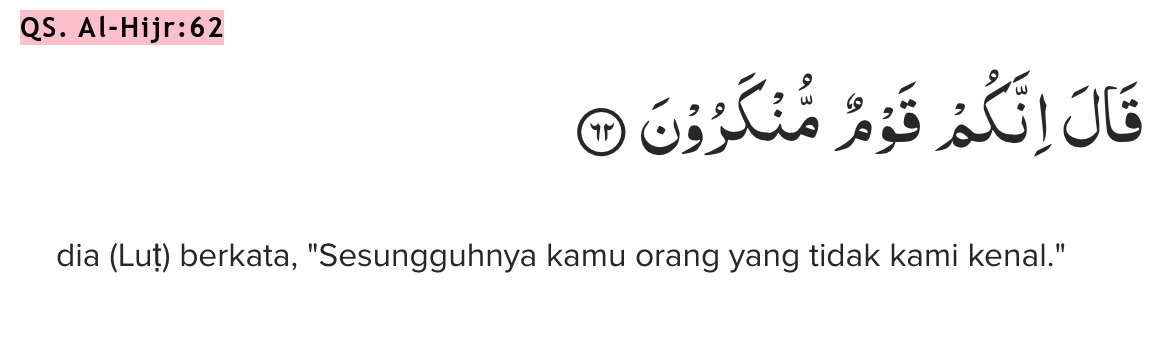 QS. Al-Hijr:62
قَالَ اِنَّكُمْ قَوْمٌ مُّنْكَرُوْنَ ٦٢
dia (Luṭ) berkata, "Sesungguhnya kamu orang yang tidak kami kenal."